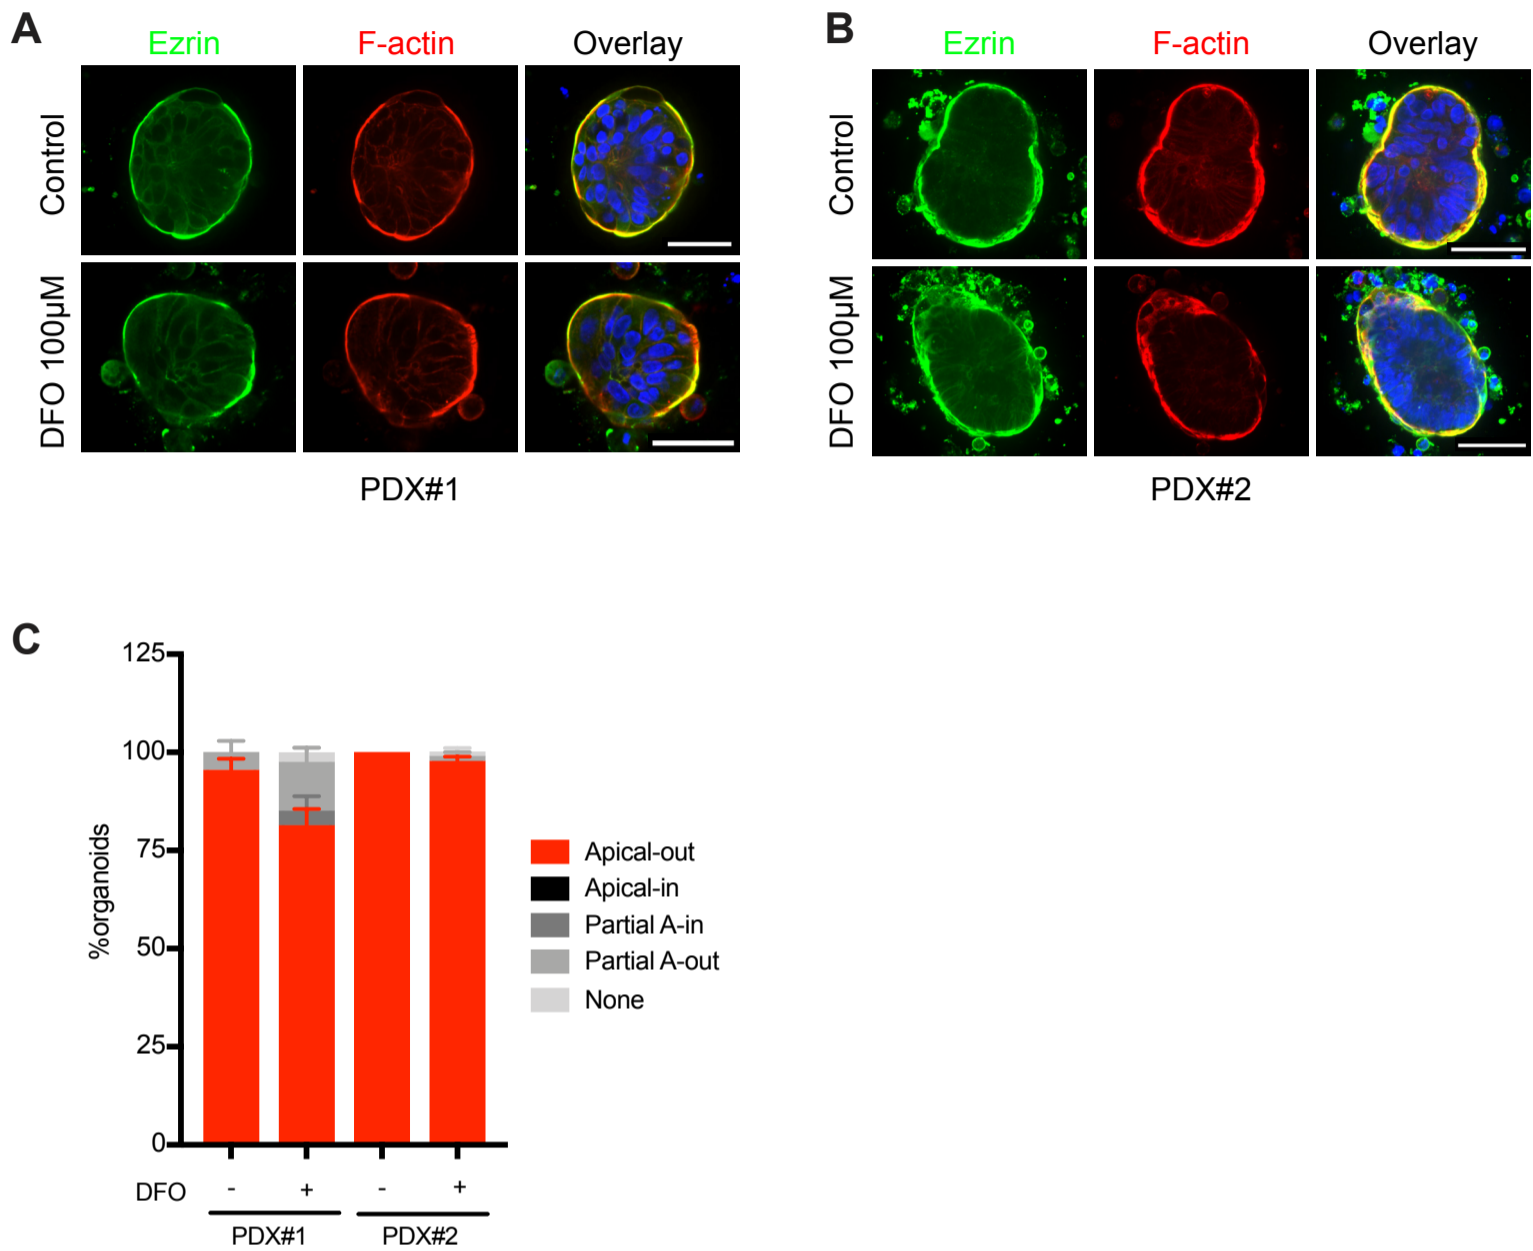 A
Ezrin F-actin Overlay
Control
DFO 100µM
PDX#1
B
Ezrin F-actin Overlay
Control
DFO 100µM
PDX#2
C
125
100
75
50
25
0
%organoids
Apical-out
Apical-in
Partial A-in
Partial A-out
None
DFO - + - +
PDX#1 PDX#2